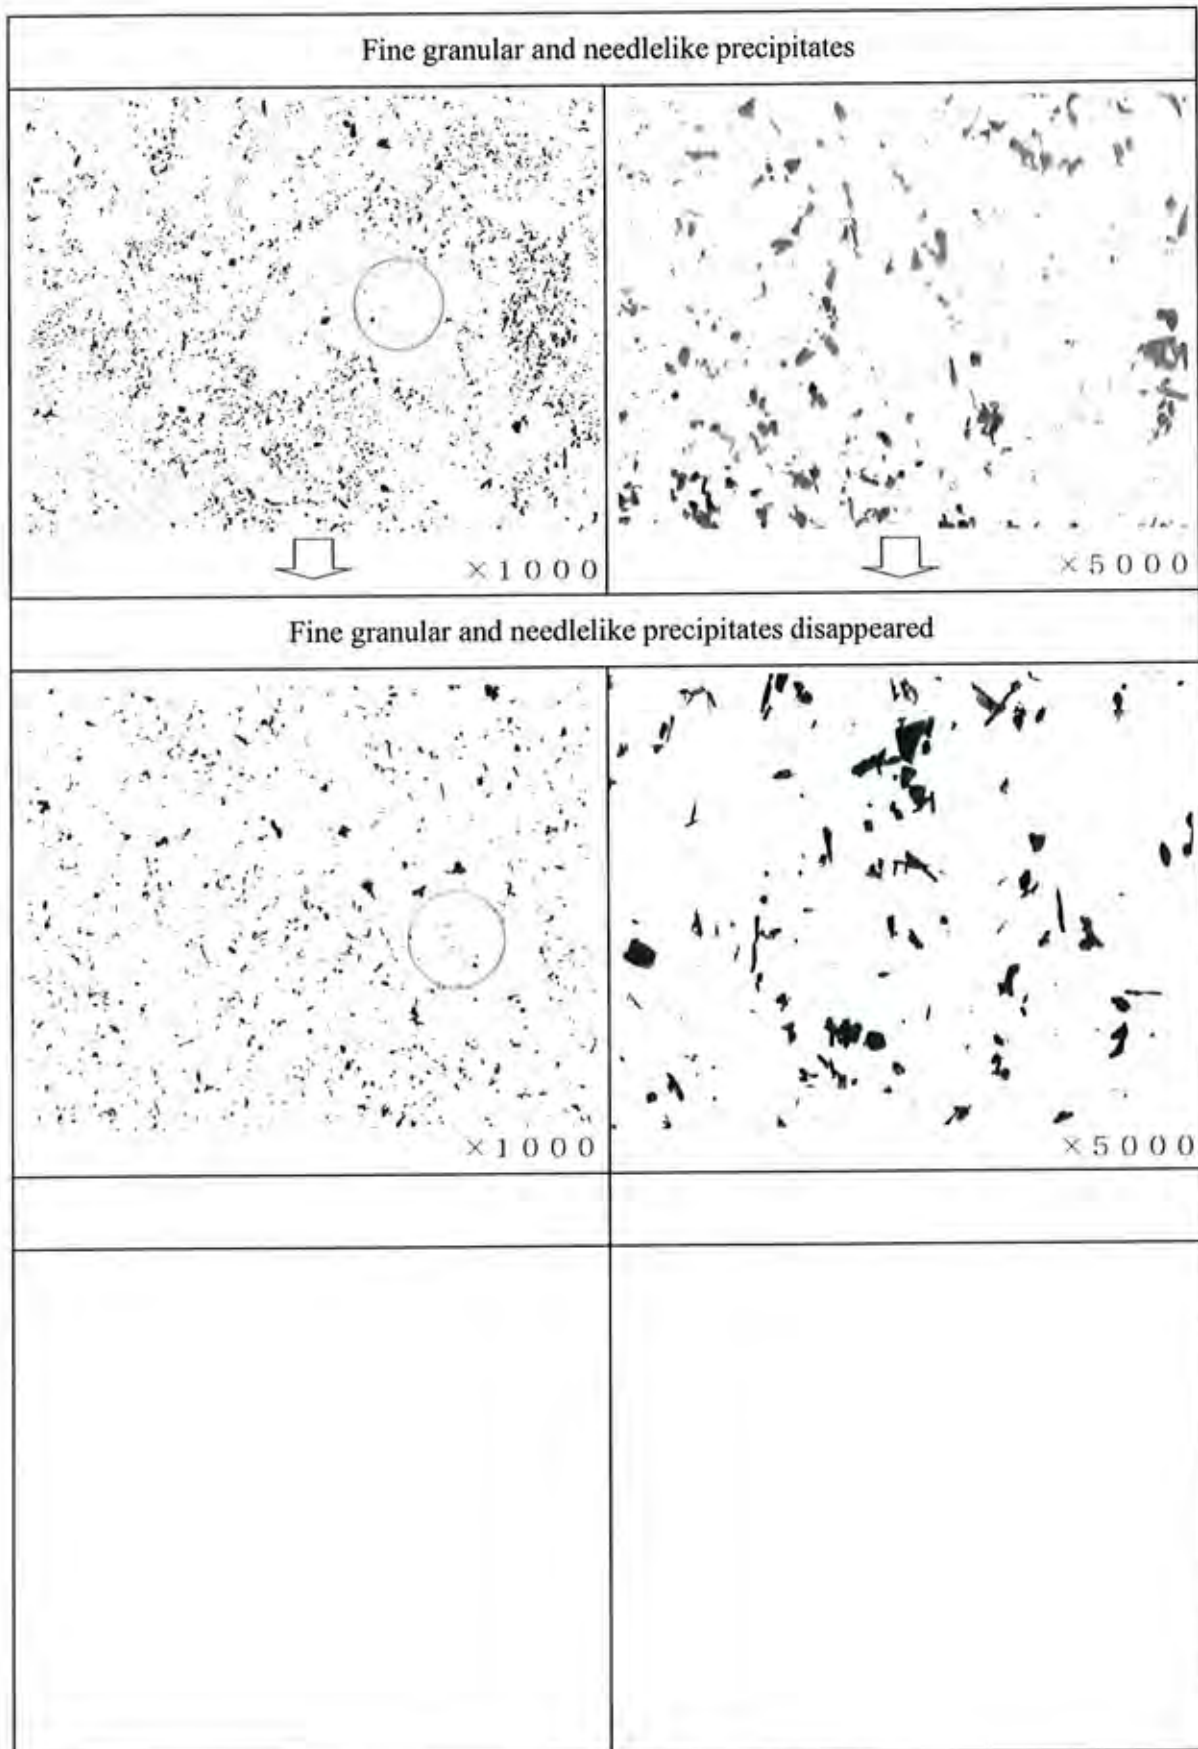 Fine granular and needlelike precipitates
×1000
×5000
Fine granular and needlelike precipitates disappeared
×1000
×5000